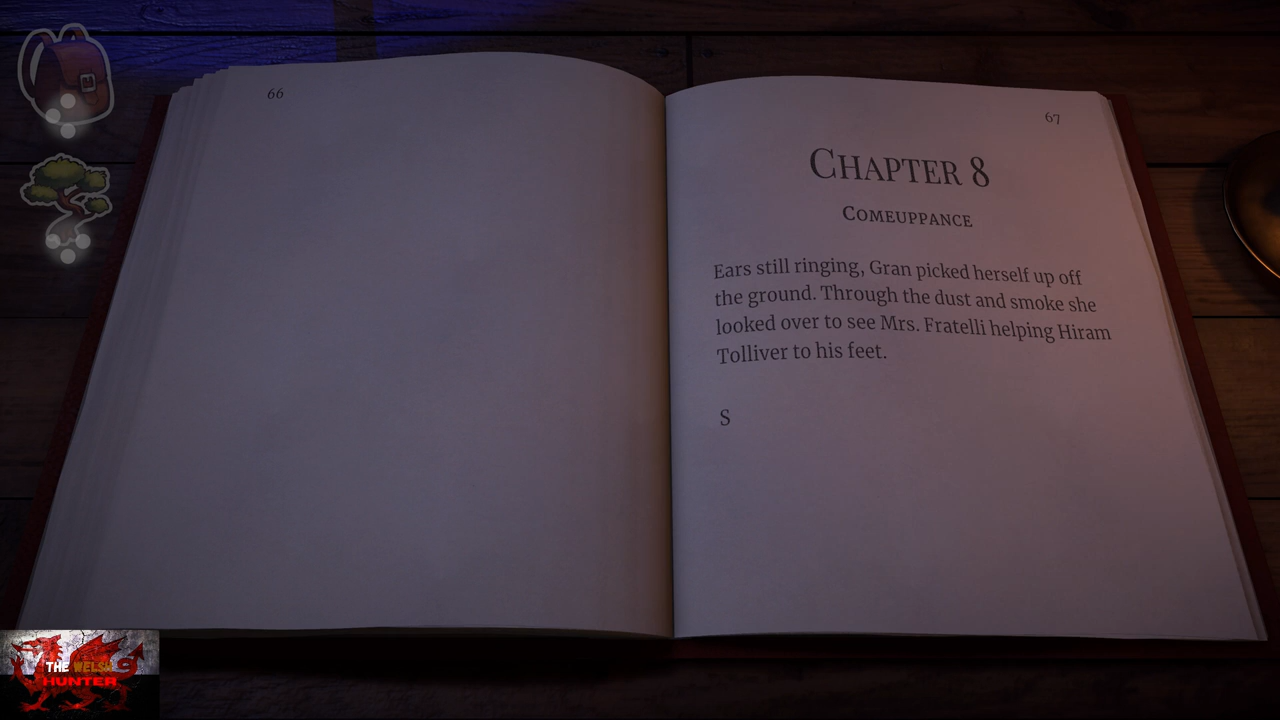 66
67
Chapter 8
Comeuppance
Ears still ringing, Gran picked herself up off
the ground. Through the dust and smoke she
looked over to see Mrs. Fratelli helping Hiram
Tolliver to his feet.
S
THE WELSH
HUNTER